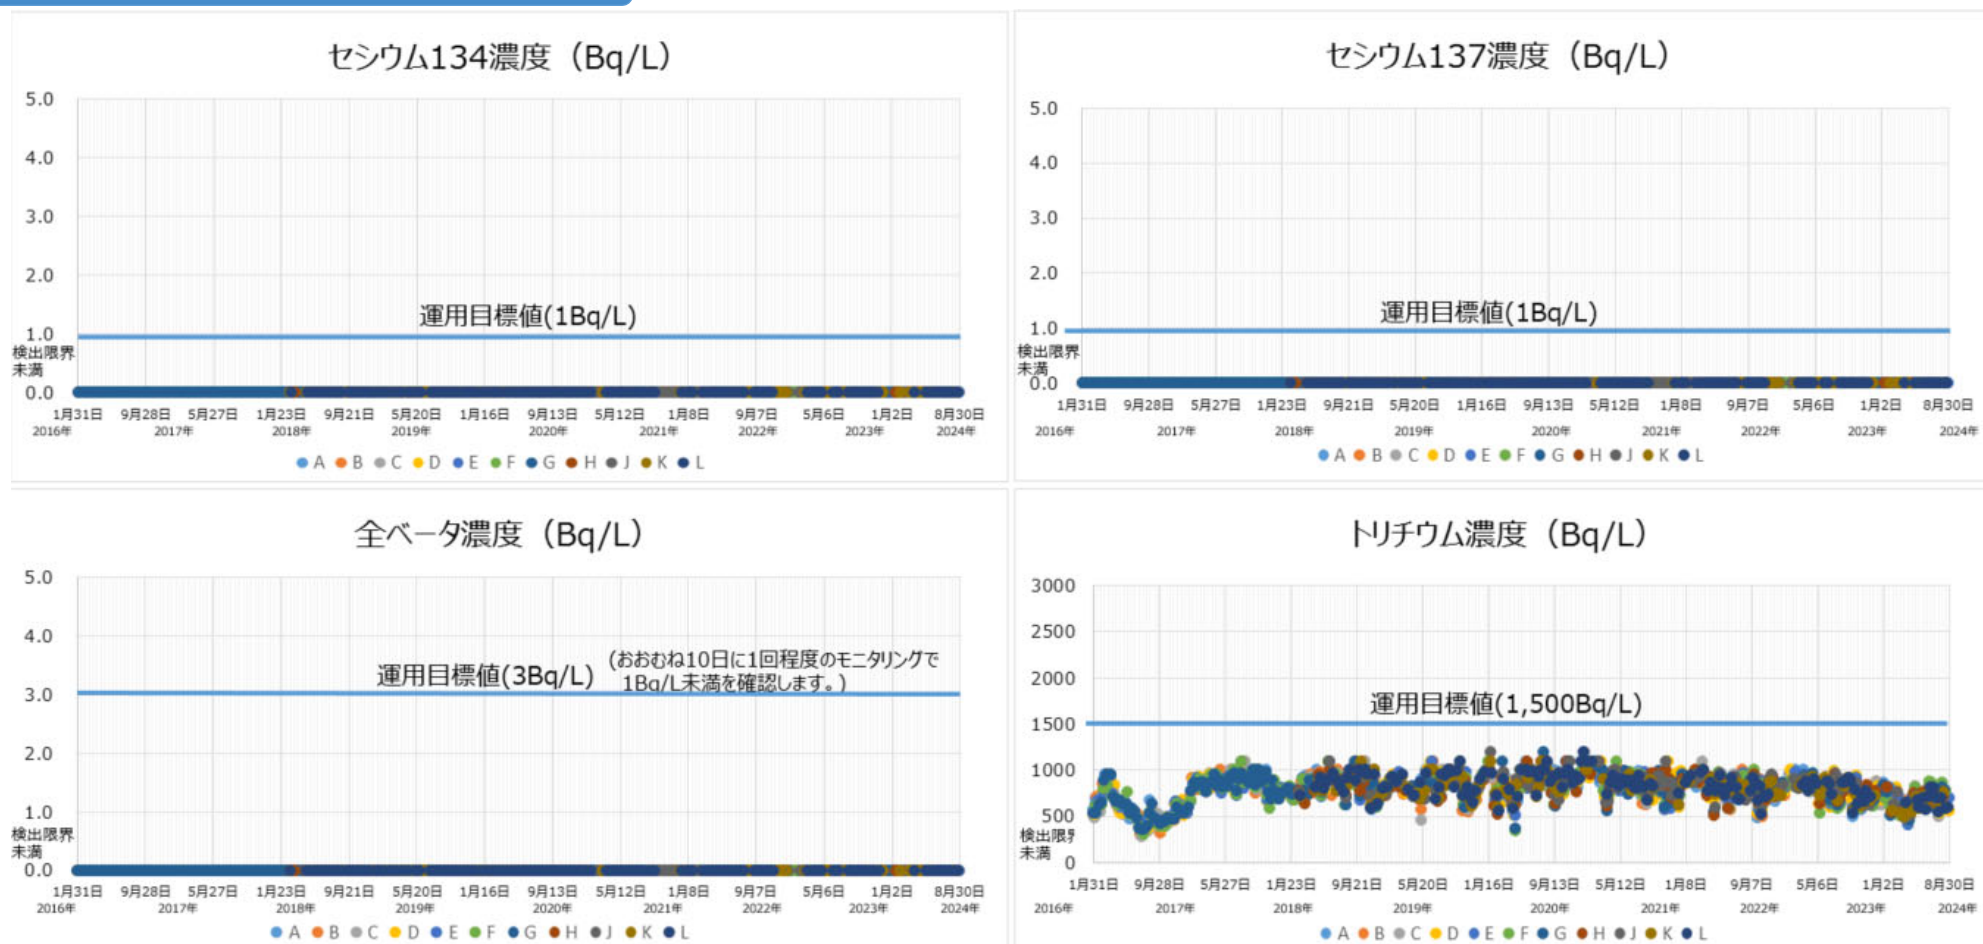 セシウム134濃度（Bq/L）
5.0
4.0
3.0
2.0
運用目標値(1Bq/L)
1.0
検出限界
未満
0.0
1月31日 9月28日 5月27日 1月23日 9月21日 5月20日 1月16日 9月13日 5月12日 1月8日 9月7日 5月6日 1月2日 8月30日
2016年 2017年 2018年 2019年 2020年 2021年 2022年 2023年 2024年
A B C D E F G H J K L
セシウム137濃度（Bq/L）
5.0
4.0
3.0
2.0
運用目標値(1Bq/L)
1.0
検出限界
未満
0.0
1月31日 9月28日 5月27日 1月23日 9月21日 5月20日 1月16日 9月13日 5月12日 1月8日 9月7日 5月6日 1月2日 8月30日
2016年 2017年 2018年 2019年 2020年 2021年 2022年 2023年 2024年
A B C D E F G H J K L
全ベータ濃度（Bq/L）
5.0
4.0
運用目標値(3Bq/L) (おおむね10日に1回程度のモニタリングで
1Bq/L未満を確認します。)
3.0
2.0
1.0
検出限界
未満
0.0
1月31日 9月28日 5月27日 1月23日 9月21日 5月20日 1月16日 9月13日 5月12日 1月8日 9月7日 5月6日 1月2日 8月30日
2016年 2017年 2018年 2019年 2020年 2021年 2022年 2023年 2024年
A B C D E F G H J K L
トリチウム濃度（Bq/L）
3000
2500
2000
運用目標値(1,500Bq/L)
1500
1000
500
検出限界
未満
0
1月31日 9月28日 5月27日 1月23日 9月21日 5月20日 1月16日 9月13日 5月12日 1月8日 9月7日 5月6日 1月2日 8月30日
2016年 2017年 2018年 2019年 2020年 2021年 2022年 2023年 2024年
A B C D E F G H J K L